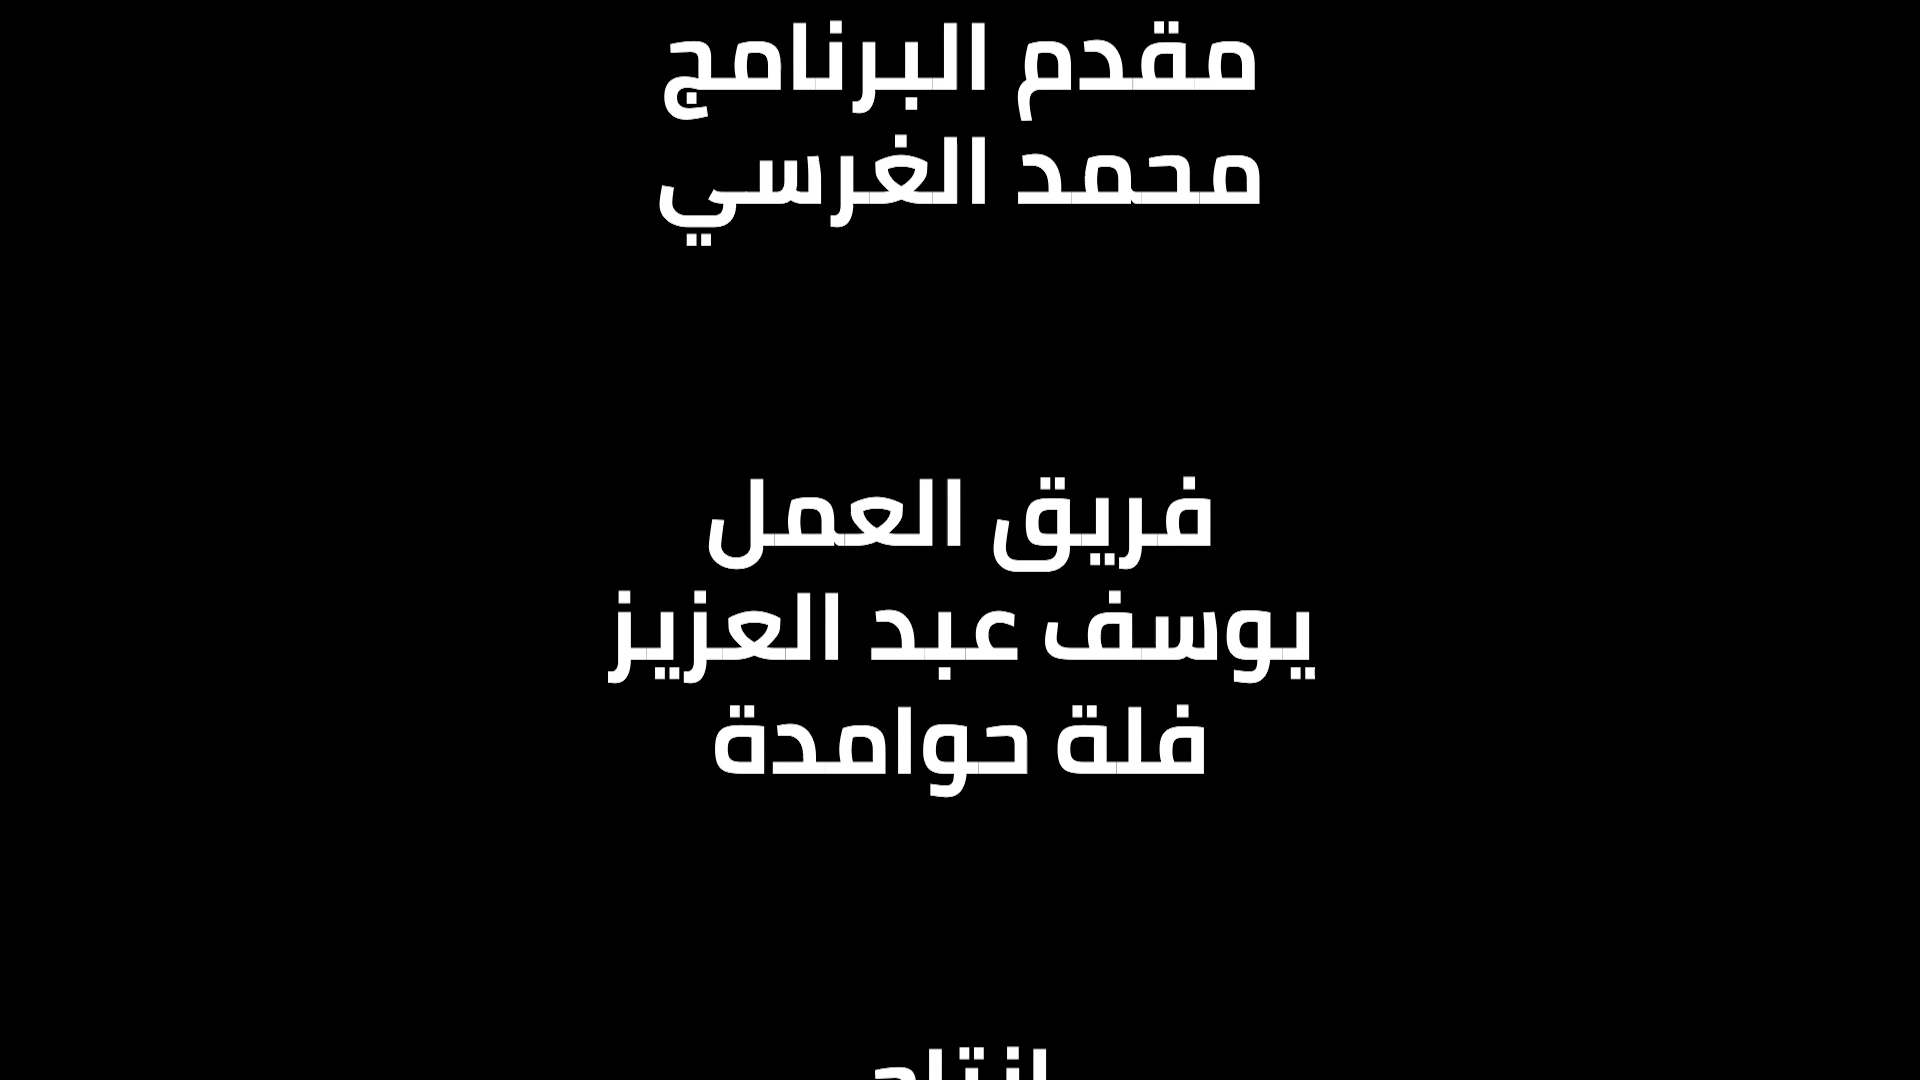 مقدم البرنامج
محمد الغرسي
فريق العمل
يوسف عبد العزيز
فلة حوامدة